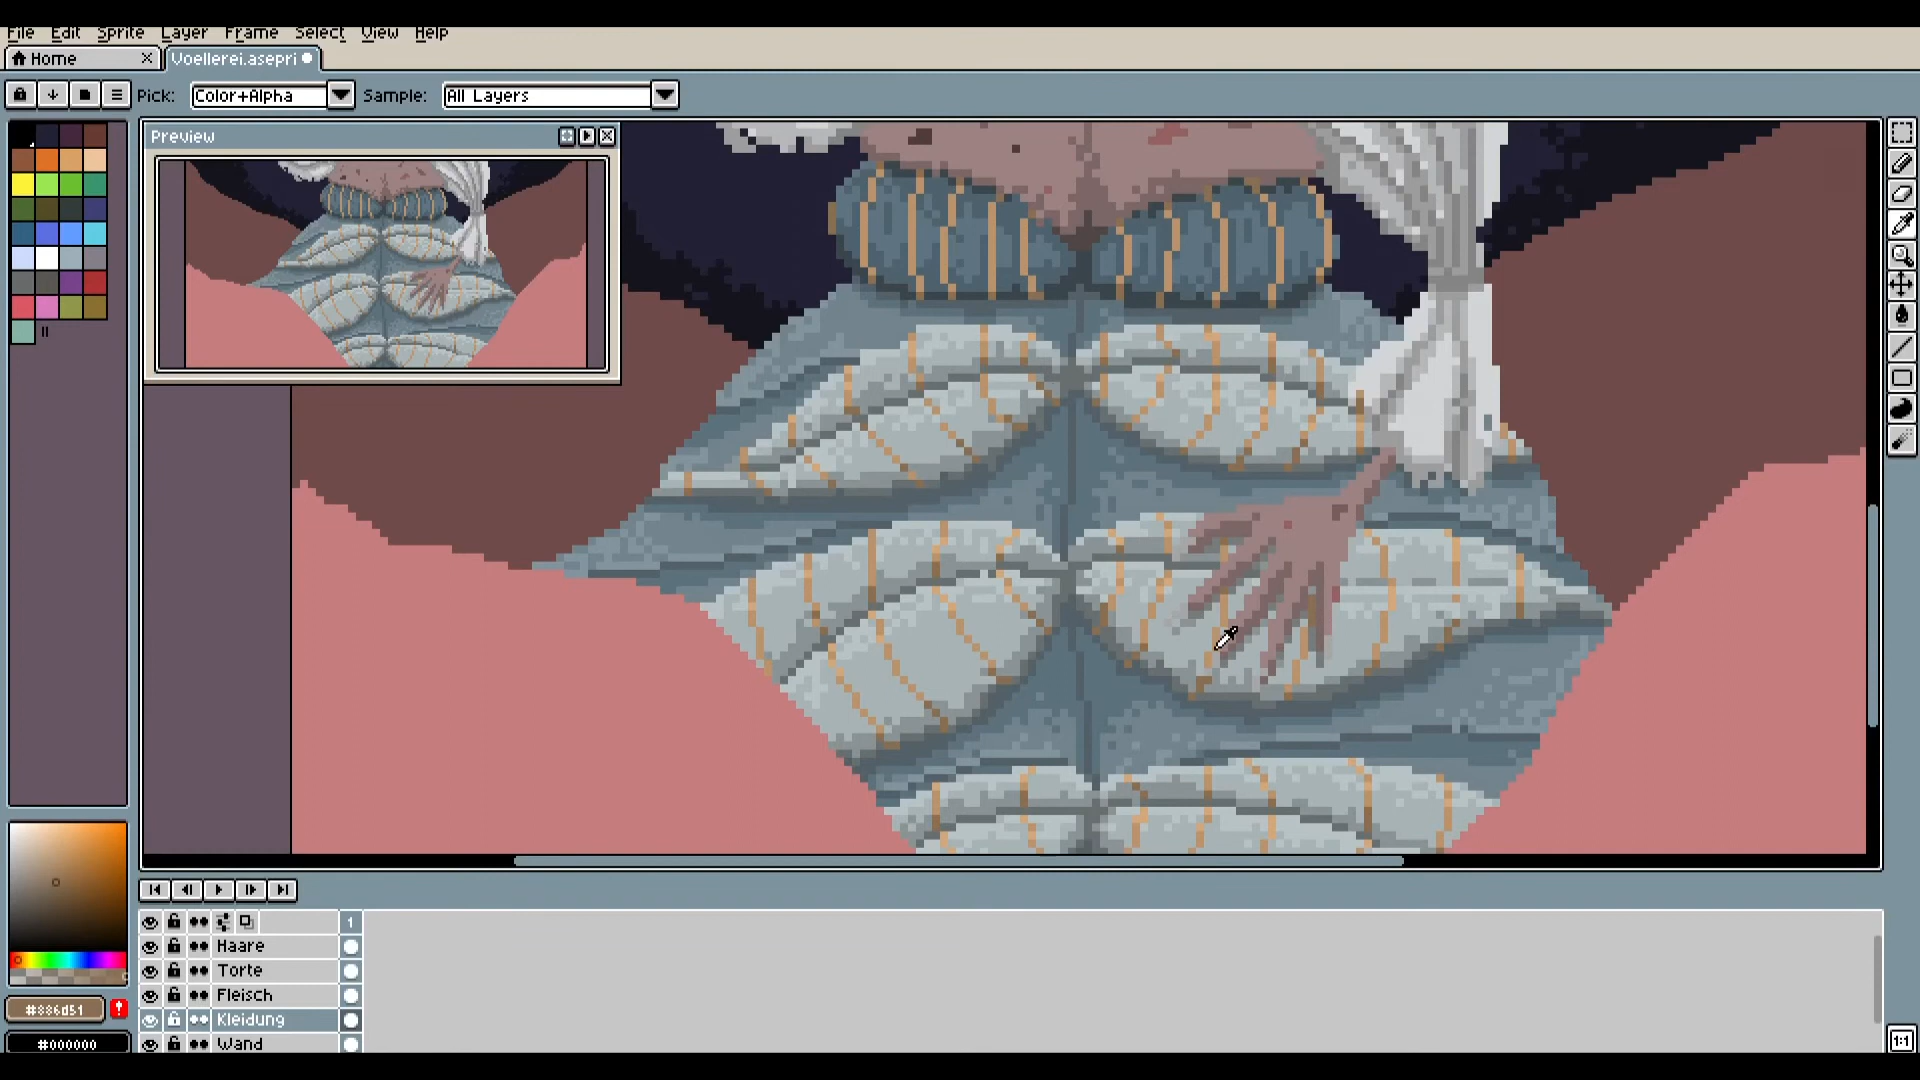 File Edit Sprite Layer Frame Select View Help
Home Voellerei.asepri
Pick: Color+Alpha Sample: All Layers
Preview
1
Haare
Torte
Fleisch
Kleidung
Wand
#886d51
#000000
1:1